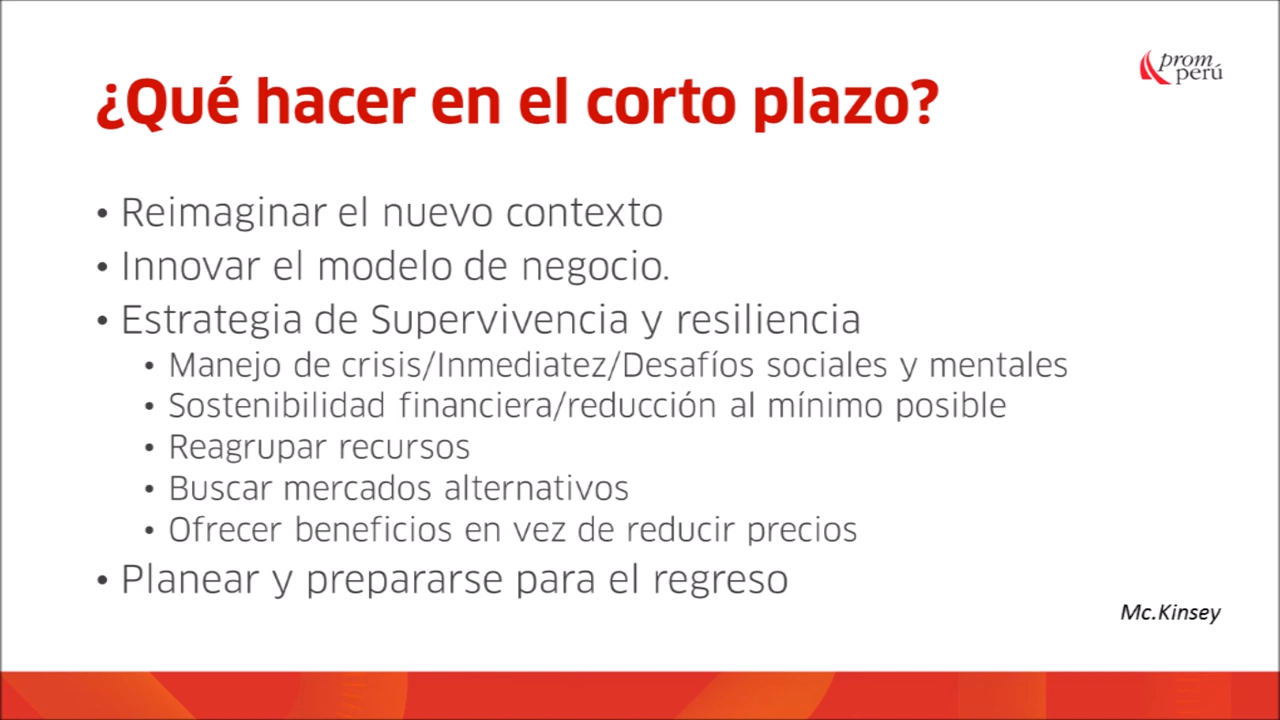 ¿Qué hacer en el corto plazo?
prom
perú
• Reimaginar el nuevo contexto
• Innovar el modelo de negocio.
• Estrategia de Supervivencia y resiliencia
• Manejo de crisis/Inmediatez/Desafíos sociales y mentales
• Sostenibilidad financiera/reducción al mínimo posible
• Reagrupar recursos
• Buscar mercados alternativos
• Ofrecer beneficios en vez de reducir precios
• Planear y prepararse para el regreso
Mc.Kinsey